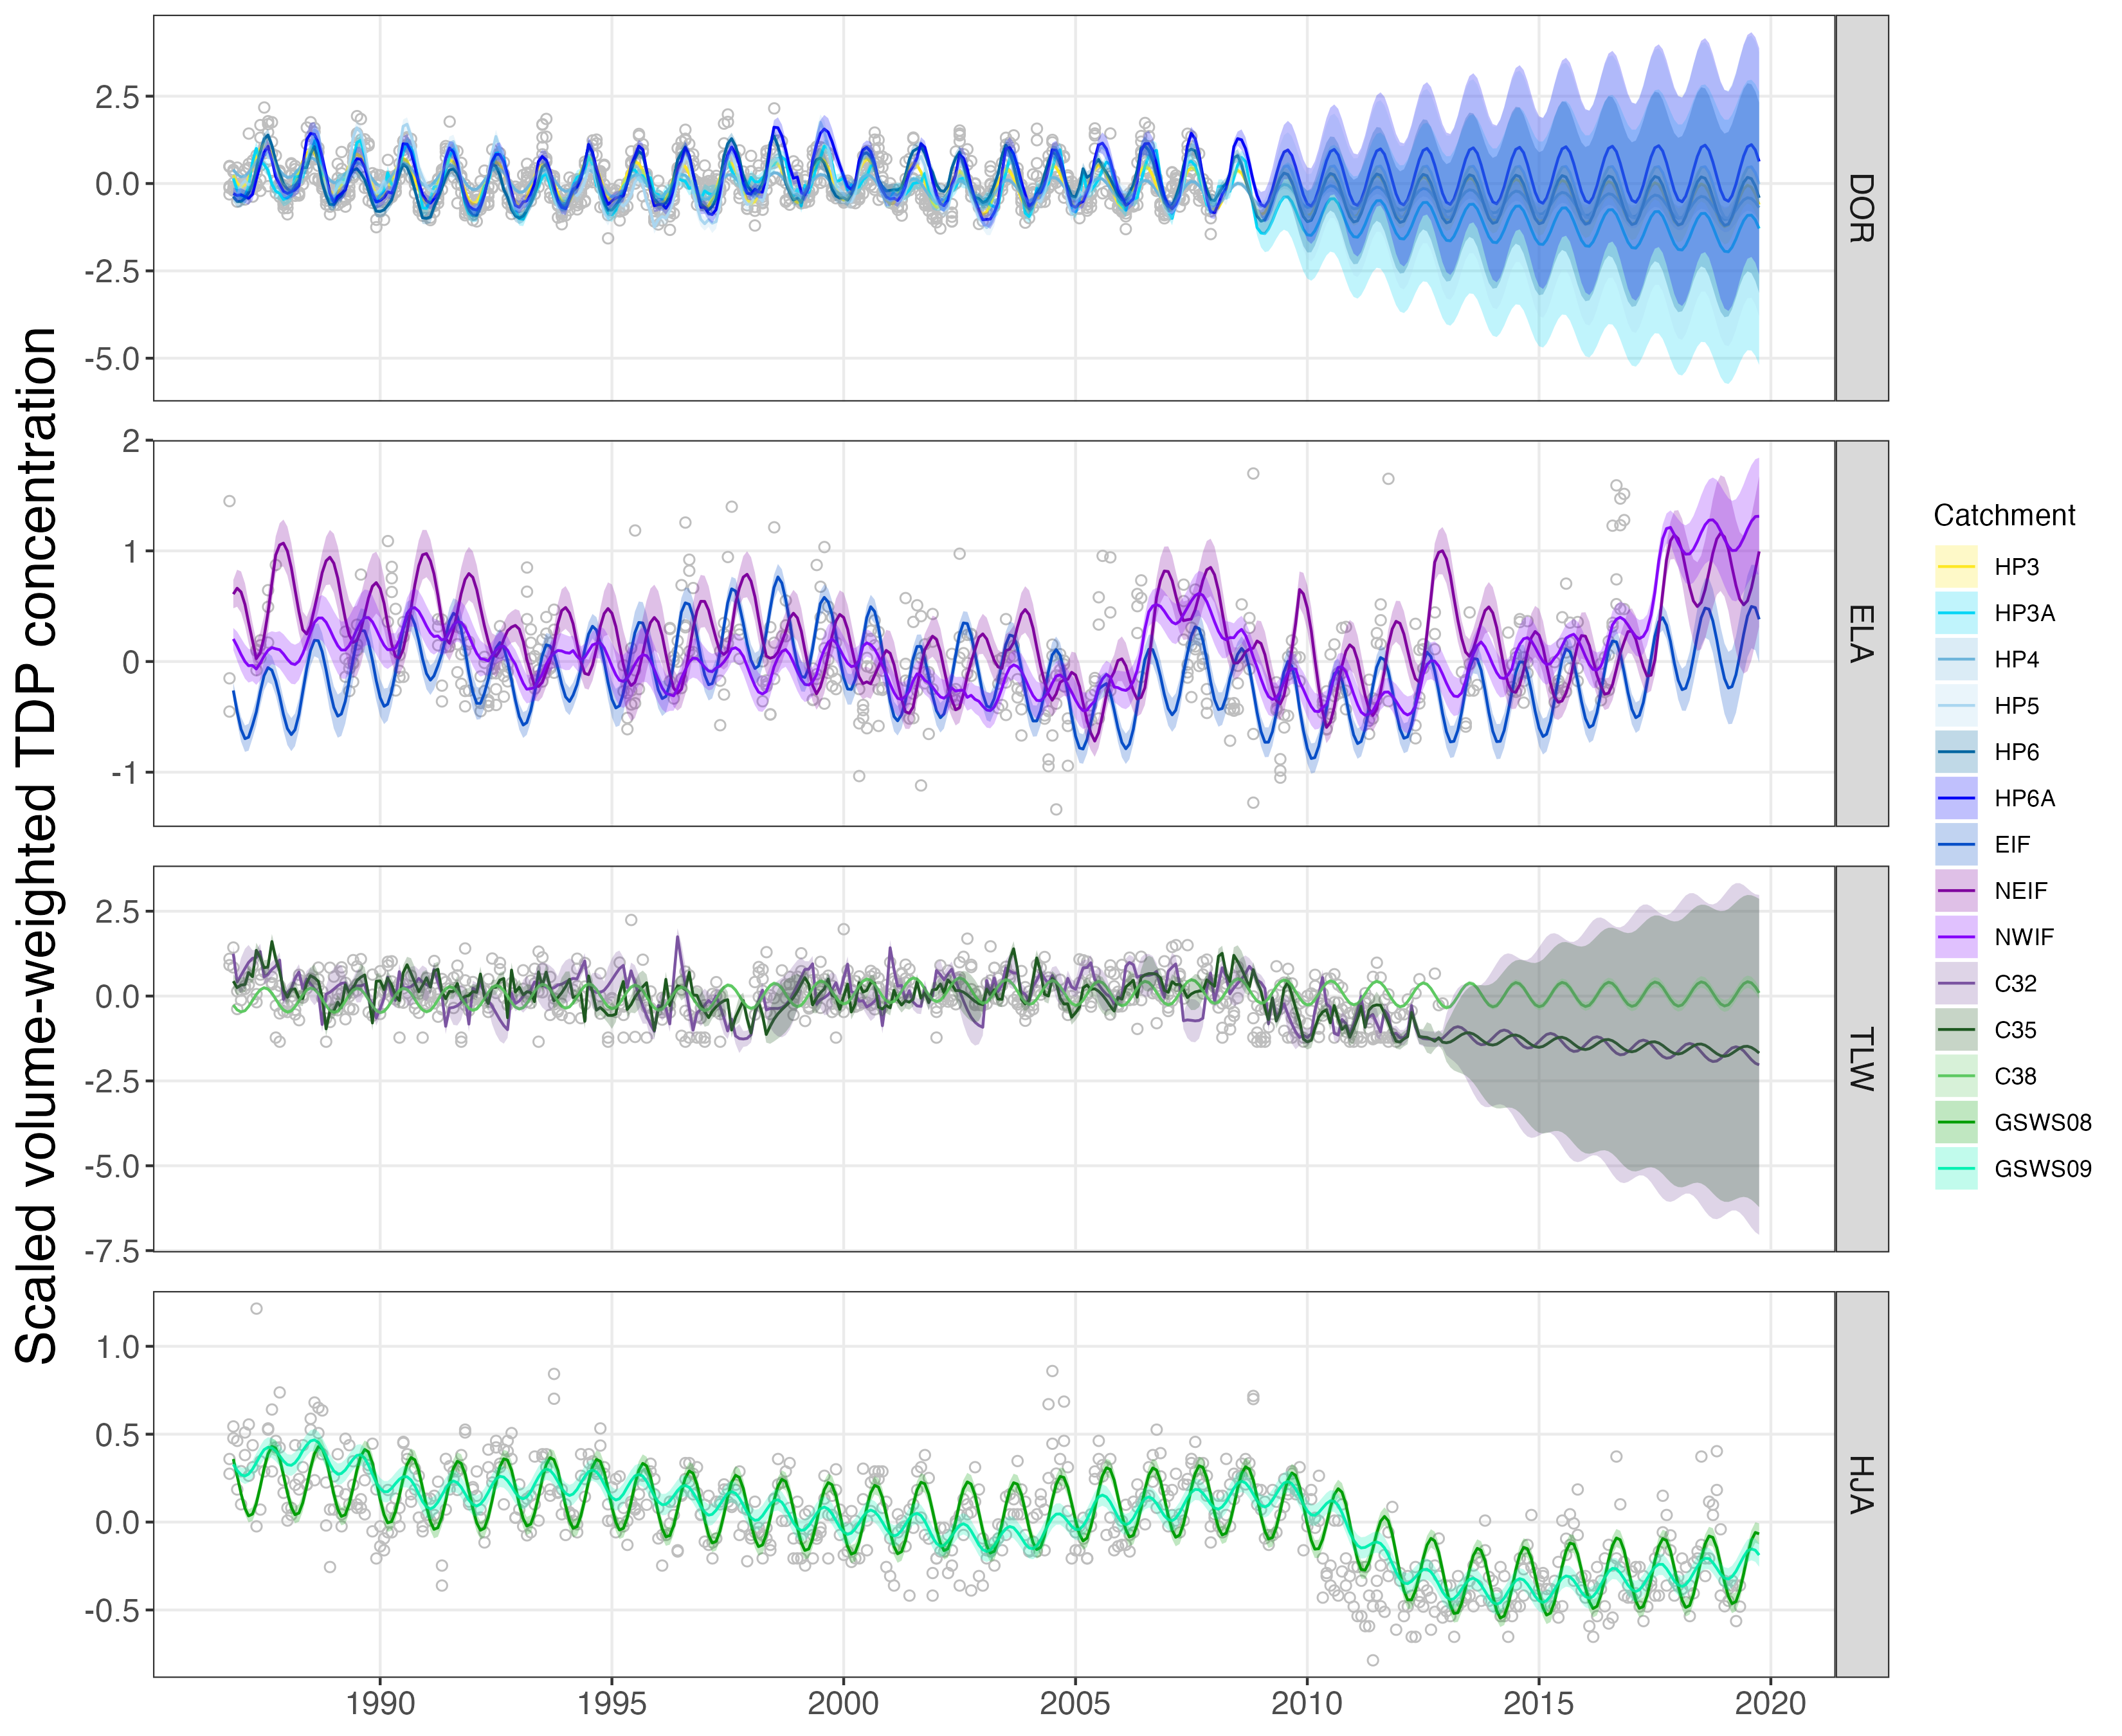 Scaled volume-weighted TDP concentration
2.5
0.0
-2.5
-5.0
DOR
2
1
0
-1
ELA
2.5
0.0
-2.5
-5.0
-7.5
TLW
1.0
0.5
0.0
-0.5
HJA
1990 1995 2000 2005 2010 2015 2020
Catchment
HP3
HP3A
HP4
HP5
HP6
HP6A
EIF
NEIF
NWIF
C32
C35
C38
GSWS08
GSWS09